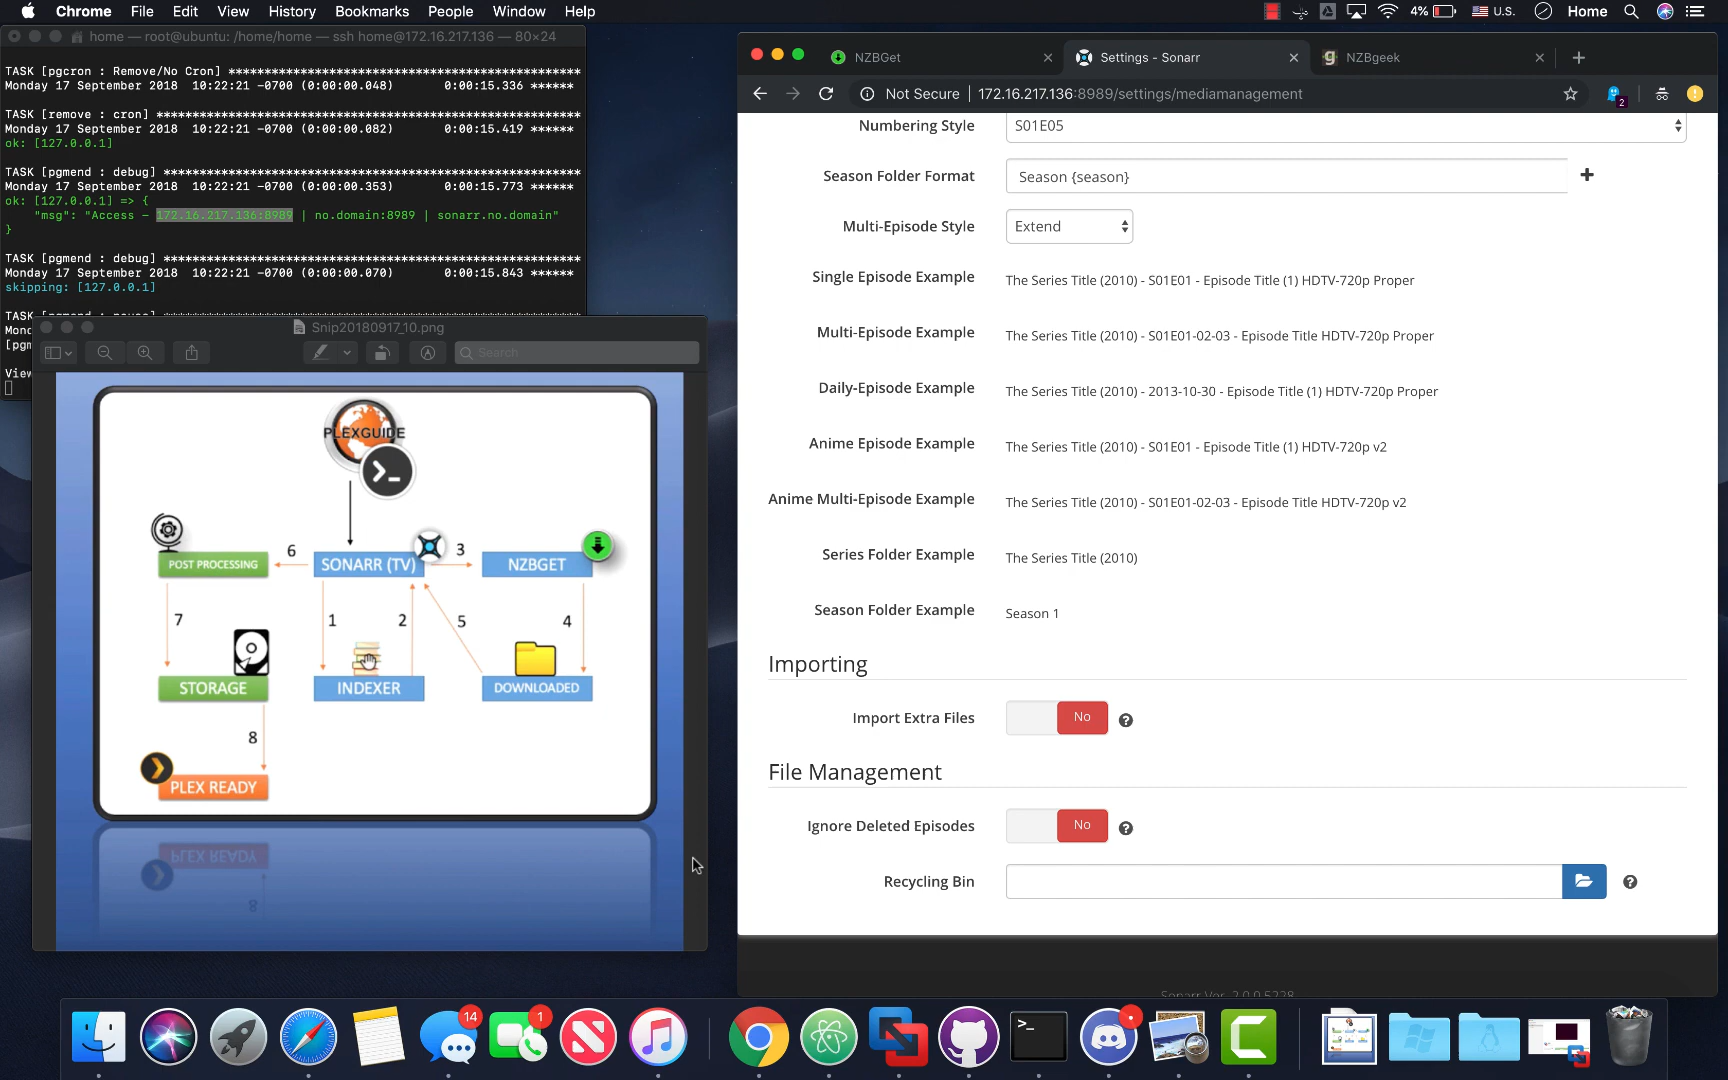 Chrome File Edit View History Bookmarks People Window Help 4% U.S. Home
home — root@ubuntu: /home/home — ssh home@172.16.217.136 — 80×24
TASK [pgcron : Remove/No Cron] *************************************************
Monday 17 September 2018 10:22:21 -0700 (0:00:00.048) 0:00:15.336 ******
TASK [remove : cron] ***********************************************************
Monday 17 September 2018 10:22:21 -0700 (0:00:00.082) 0:00:15.419 ******
ok: [127.0.0.1]
TASK [pgmend : debug] **********************************************************
Monday 17 September 2018 10:22:21 -0700 (0:00:00.353) 0:00:15.773 ******
ok: [127.0.0.1] => {
"msg": "Access - 172.16.217.136:8989 | no.domain:8989 | sonarr.no.domain"
}
TASK [pgmend : debug] **********************************************************
Monday 17 September 2018 10:22:21 -0700 (0:00:00.070) 0:00:15.843 ******
skipping: [127.0.0.1]
TASK
Mond
[pgm
View
Snip20180917_10.png
Search
PLEXGUIDE
POST PROCESSING
6
SONARR (TV)
3
NZBGET
7
1
2
5
4
STORAGE
INDEXER
DOWNLOADED
8
PLEX READY
PLEX READY
8
NZBGet
Settings - Sonarr
NZBgeek
Not Secure | 172.16.217.136:8989/settings/mediamanagement
2
Numbering Style S01E05
Season Folder Format Season {season}
Multi-Episode Style Extend
Single Episode Example The Series Title (2010) - S01E01 - Episode Title (1) HDTV-720p Proper
Multi-Episode Example The Series Title (2010) - S01E01-02-03 - Episode Title HDTV-720p Proper
Daily-Episode Example The Series Title (2010) - 2013-10-30 - Episode Title (1) HDTV-720p Proper
Anime Episode Example The Series Title (2010) - S01E01 - Episode Title (1) HDTV-720p v2
Anime Multi-Episode Example The Series Title (2010) - S01E01-02-03 - Episode Title HDTV-720p v2
Series Folder Example The Series Title (2010)
Season Folder Example Season 1
Importing
Import Extra Files No
File Management
Ignore Deleted Episodes No
Recycling Bin
Sonarr Ver. 2.0.0.5228
14
1